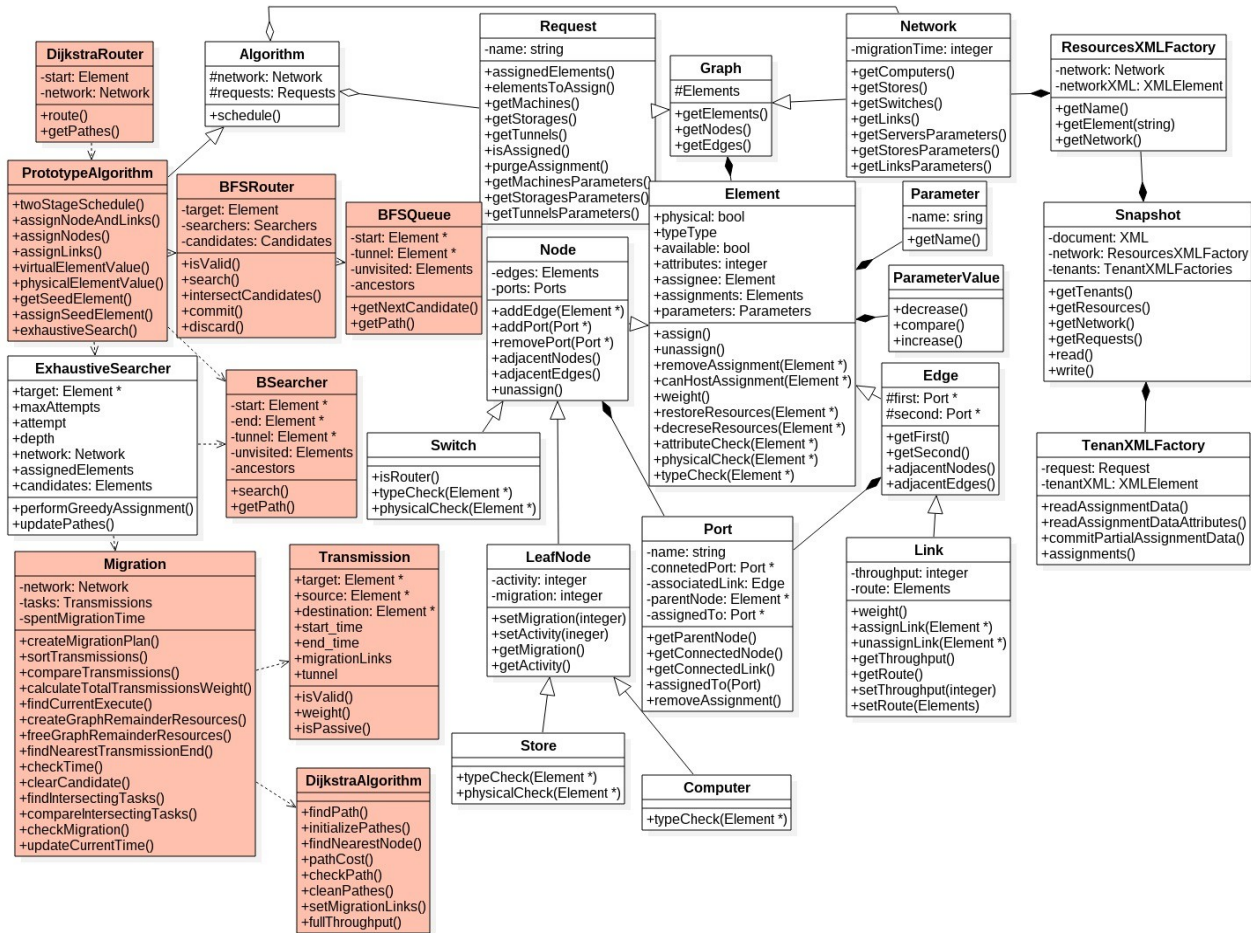 DijkstraRouter
-start: Element
-network: Network
+route()
+getPathes()
Algorithm
#network: Network
#requests: Requests
+schedule()
Request
-name: string
+assignedElements()
+elementsToAssign()
+getMachines()
+getStorages()
+getTunnels()
+isAssigned()
+purgeAssignment()
+getMachinesParameters()
+getStoragesParameters()
+getTunnelsParameters()
Graph
#Elements
+getElements()
+getNodes()
+getEdges()
Network
-migrationTime: integer
+getComputers()
+getStores()
+getSwitches()
+getLinks()
+getServersParameters()
+getStoresParameters()
+getLinksParameters()
ResourcesXMLFactory
-network: Network
-networkXML: XMLElement
+getName()
+getElement(string)
+getNetwork()
PrototypeAlgorithm
+twoStageSchedule()
+assignNodeAndLinks()
+assignNodes()
+assignLinks()
+virtualElementValue()
+physicalElementValue()
+getSeedElement()
+assignSeedElement()
+exhaustiveSearch()
BFSRouter
-target: Element
-searchers: Searchers
-candidates: Candidates
+isValid()
+search()
+intersectCandidates()
+commit()
+discard()
BFSQueue
-start: Element *
-tunnel: Element *
-unvisited: Elements
-ancestors
+getNextCandidate()
+getPath()
Node
-edges: Elements
-ports: Ports
+addEdge(Element *)
+addPort(Port *)
+removePort(Port *)
+adjacentNodes()
+adjacentEdges()
+unassign()
Element
+physical: bool
+typeType
+available: bool
+attributes: integer
+assignee: Element
+assignments: Elements
+parameters: Parameters
+assign()
+unassign()
+removeAssignment(Element *)
+canHostAssignment(Element *)
+weight()
+restoreResources(Element *)
+decreseResources(Element *)
+attributeCheck(Element *)
+physicalCheck(Element *)
+typeCheck(Element *)
Parameter
-name: sring
+getName()
ParameterValue
+decrease()
+compare()
+increase()
Snapshot
-document: XML
-network: ResourcesXMLFactory
-tenants: TenantXMLFactories
+getTenants()
+getResources()
+getNetwork()
+getRequests()
+read()
+write()
ExhaustiveSearcher
+target: Element *
+maxAttempts
+attempt
+depth
+network: Network
+assignedElements
+candidates: Elements
+performGreedyAssignment()
+updatePathes()
BSearcher
-start: Element *
-end: Element *
-tunnel: Element *
-unvisited: Elements
-ancestors
+search()
+getPath()
Switch
+isRouter()
+typeCheck(Element *)
+physicalCheck(Element *)
Edge
#first: Port *
#second: Port *
+getFirst()
+getSecond()
+adjacentNodes()
+adjacentEdges()
TenanXMLFactory
-request: Request
-tenantXML: XMLElement
+readAssignmentData()
+readAssignmentDataAttributes()
+commitPartialAssignmentData()
+assignments()
Migration
-network: Network
-tasks: Transmissions
-spentMigrationTime
+createMigrationPlan()
+sortTransmissions()
+compareTransmissions()
+calculateTotalTransmissionsWeight()
+findCurrentExecute()
+createGraphRemainderResources()
+freeGraphRemainderResources()
+findNearestTransmissionEnd()
+checkTime()
+clearCandidate()
+findIntersectingTasks()
+compareIntersectingTasks()
+checkMigration()
+updateCurrentTime()
Transmission
+target: Element *
+source: Element *
+destination: Element *
+start_time
+end_time
+migrationLinks
+tunnel
+isValid()
+weight()
+isPassive()
LeafNode
-activity: integer
-migration: integer
+setMigration(integer)
+setActivity(ineger)
+getMigration()
+getActivity()
Port
-name: string
-connetedPort: Port *
-associatedLink: Edge
-parentNode: Element *
-assignedTo: Port *
+getParentNode()
+getConnectedNode()
+getConnectedLink()
+assignedTo(Port)
+removeAssignment()
Link
-throughput: integer
-route: Elements
+weight()
+assignLink(Element *)
+unassignLink(Element *)
+getThroughput()
+getRoute()
+setThroughput(integer)
+setRoute(Elements)
Store
+typeCheck(Element *)
+physicalCheck(Element *)
Computer
+typeCheck(Element *)
DijkstraAlgorithm
+findPath()
+initializePathes()
+findNearestNode()
+pathCost()
+checkPath()
+cleanPathes()
+setMigrationLinks()
+fullThroughput()